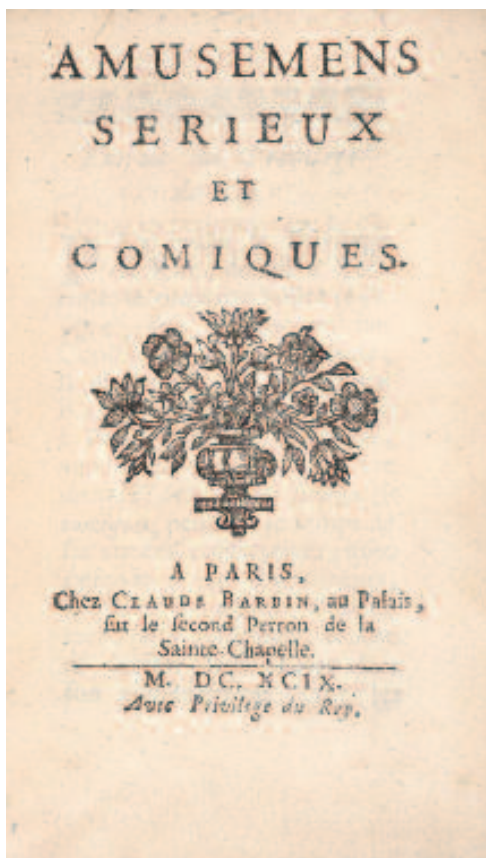 AMUSEMENS
SERIEUX
ET
COMIQUES.
A PARIS,
Chez CLAUDE BARBIN, au Palais,
sur le second Perron de la
Sainte-Chapelle.
M. DC. XCIX.
Avec Privilege du Roy.